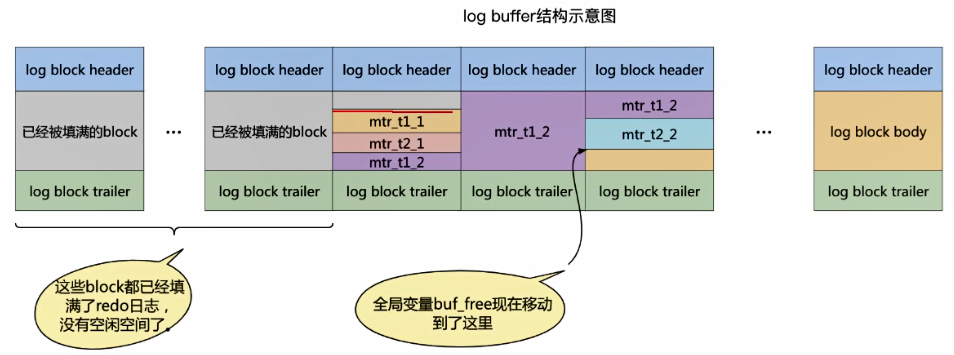 log buffer结构示意图
log block header
log block header
log block header
log block header
log block header
已经被填满的block
...
已经被填满的block
mtr_t1_1
mtr_t2_1
mtr_t1_2
mtr_t1_2
mtr_t1_2
mtr_t2_2
...
log block body
log block trailer
log block trailer
log block trailer
log block trailer
log block trailer
log block trailer
这些block都已经填
满了redo日志，
没有空闲空间了。
全局变量buf_free现在移动
到了这里